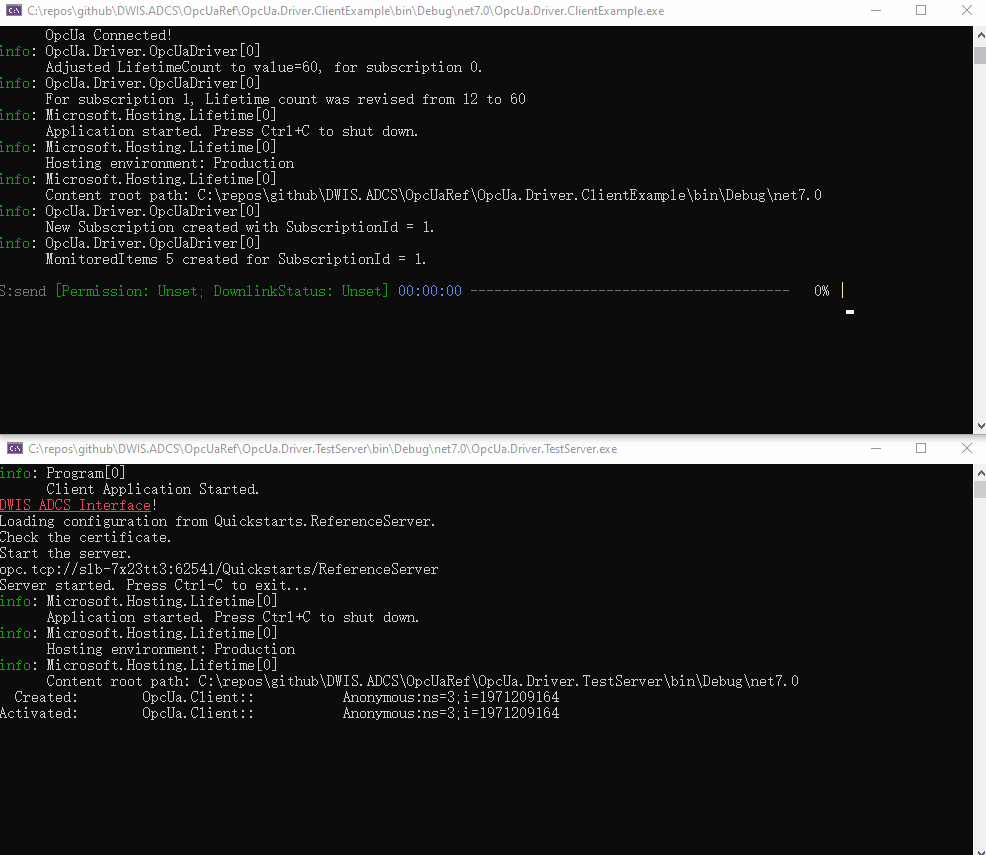 C:\repos\github\DWIS.ADCS\OpcUaRef\OpcUa.Driver.ClientExample\bin\Debug\net7.0\OpcUa.Driver.ClientExample.exe
OpcUa Connected!
info: OpcUa.Driver.OpcUaDriver[0]
Adjusted LifetimeCount to value=60, for subscription 0.
info: OpcUa.Driver.OpcUaDriver[0]
For subscription 1, Lifetime count was revised from 12 to 60
info: Microsoft.Hosting.Lifetime[0]
Application started. Press Ctrl+C to shut down.
info: Microsoft.Hosting.Lifetime[0]
Hosting environment: Production
info: Microsoft.Hosting.Lifetime[0]
Content root path: C:\repos\github\DWIS.ADCS\OpcUaRef\OpcUa.Driver.ClientExample\bin\Debug\net7.0
info: OpcUa.Driver.OpcUaDriver[0]
New Subscription created with SubscriptionId = 1.
info: OpcUa.Driver.OpcUaDriver[0]
MonitoredItems 5 created for SubscriptionId = 1.
S:send [Permission: Unset; DownlinkStatus: Unset] 00:00:00 ---------------------------------------- 0% |
C:\repos\github\DWIS.ADCS\OpcUaRef\OpcUa.Driver.TestServer\bin\Debug\net7.0\OpcUa.Driver.TestServer.exe
info: Program[0]
Client Application Started.
DWIS ADCS Interface!
Loading configuration from Quickstarts.ReferenceServer.
Check the certificate.
Start the server.
opc.tcp://slb-7x23tt3:62541/Quickstarts/ReferenceServer
Server started. Press Ctrl-C to exit...
info: Microsoft.Hosting.Lifetime[0]
Application started. Press Ctrl+C to shut down.
info: Microsoft.Hosting.Lifetime[0]
Hosting environment: Production
info: Microsoft.Hosting.Lifetime[0]
Content root path: C:\repos\github\DWIS.ADCS\OpcUaRef\OpcUa.Driver.TestServer\bin\Debug\net7.0
Created: OpcUa.Client:: Anonymous:ns=3;i=1971209164
Activated: OpcUa.Client:: Anonymous:ns=3;i=1971209164